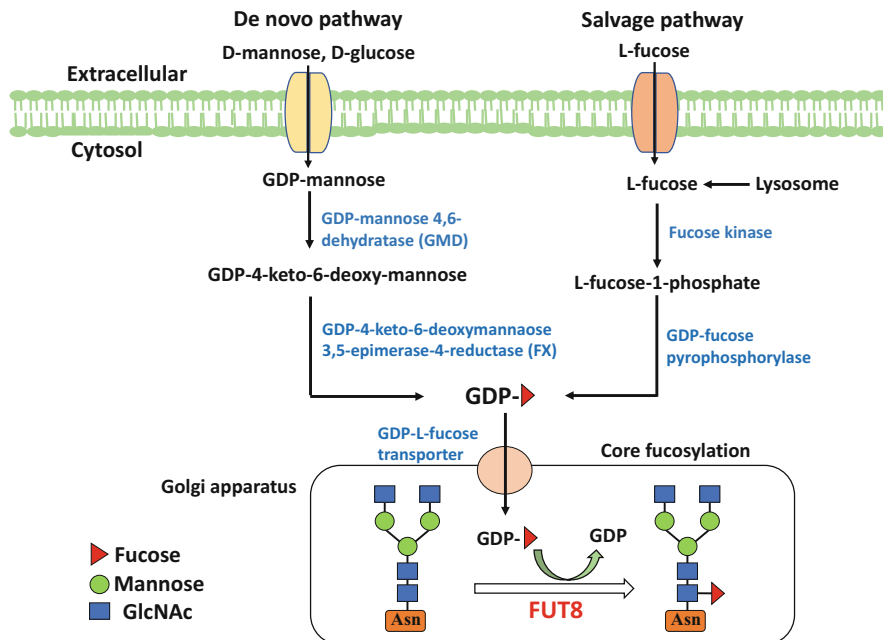 De novo pathway
Salvage pathway
D-mannose, D-glucose
L-fucose
Extracellular
Cytosol
GDP-mannose
L-fucose
Lysosome
GDP-mannose 4,6-
dehydratase (GMD)
Fucose kinase
GDP-4-keto-6-deoxy-mannose
L-fucose-1-phosphate
GDP-4-keto-6-deoxymannaose
3,5-epimerase-4-reductase (FX)
GDP-fucose
pyrophosphorylase
GDP-
GDP-L-fucose
transporter
Core fucosylation
Golgi apparatus
GDP-
GDP
Fucose
Mannose
GlcNAc
FUT8
Asn
Asn